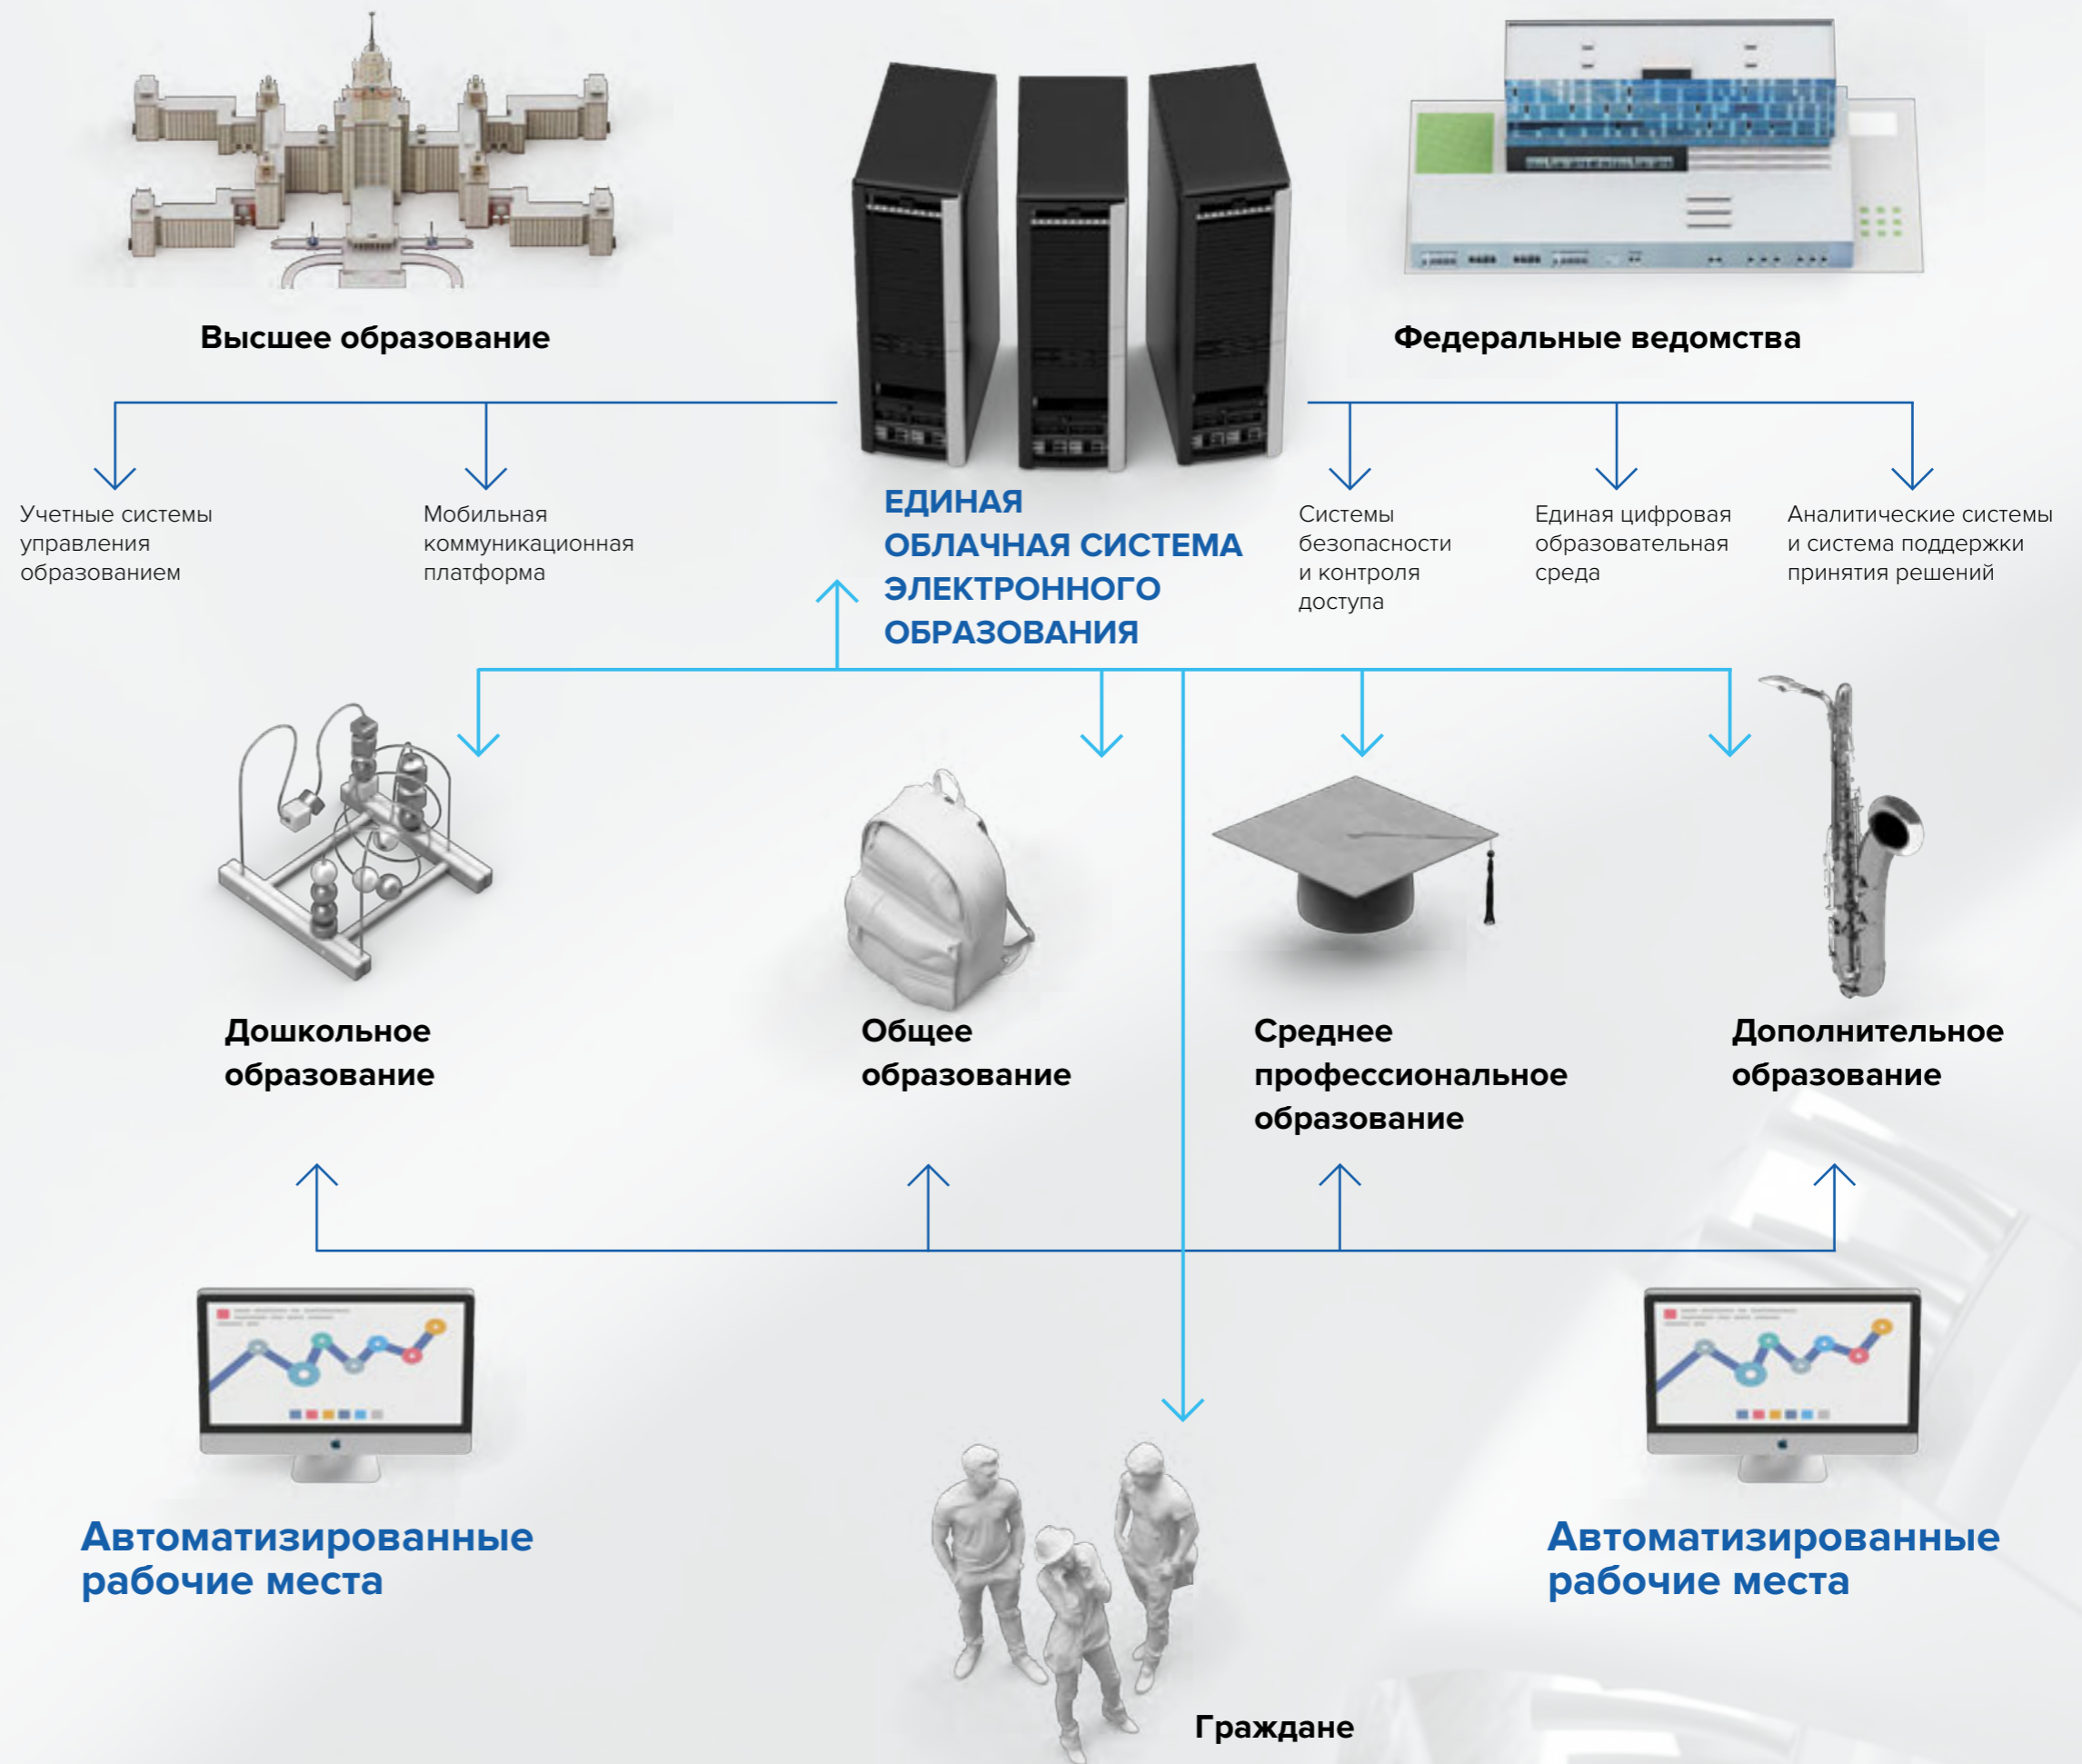 Высшее образование
Федеральные ведомства
Учетные системы
управления
образованием
Мобильная
коммуникационная
платформа
ЕДИНАЯ
ОБЛАЧНАЯ СИСТЕМА
ЭЛЕКТРОННОГО
ОБРАЗОВАНИЯ
Системы
безопасности
и контроля
доступа
Единая цифровая
образовательная
среда
Аналитические системы
и система поддержки
принятия решений
Дошкольное
образование
Общее
образование
Среднее
профессиональное
образование
Дополнительное
образование
Автоматизированные
рабочие места
Автоматизированные
рабочие места
Граждане